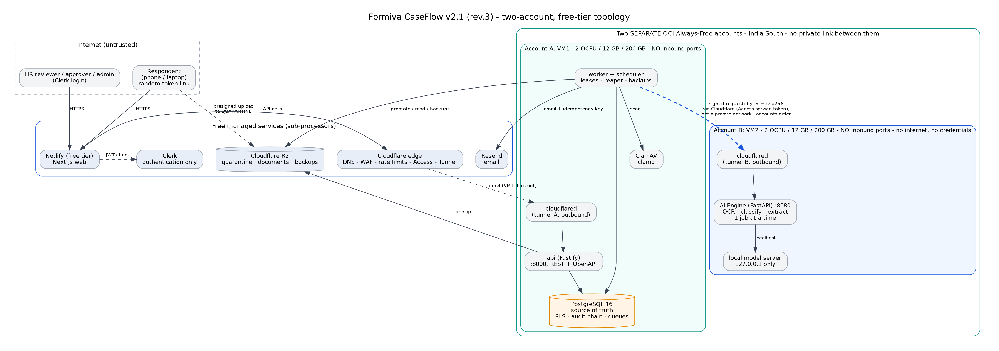 Formiva CaseFlow v2.1 (rev.3) - two-account, free-tier topology
Two SEPARATE OCI Always-Free accounts - India South - no private link between them
Internet (untrusted)
HR reviewer / approver / admin
(Clerk login)
Respondent
(phone / laptop)
random-token link
Account A: VM1 - 2 OCPU / 12 GB / 200 GB - NO inbound ports
worker + scheduler
leases - reaper - backups
HTTPS
HTTPS
presigned upload
to QUARANTINE
API calls
promote / read / backups
email + idempotency key
scan
signed request: bytes + sha256
via Cloudflare (Access service token),
not a private network - accounts differ
Free managed services (sub-processors)
Netlify (free tier)
Next.js web
JWT check
Clerk
authentication only
Cloudflare R2
quarantine | documents | backups
Cloudflare edge
DNS - WAF - rate limits - Access - Tunnel
Resend
email
ClamAV
clamd
Account B: VM2 - 2 OCPU / 12 GB / 200 GB - NO inbound ports - no internet, no credentials
cloudflared
(tunnel B, outbound)
tunnel (VM1 dials out)
presign
cloudflared
(tunnel A, outbound)
AI Engine (FastAPI) :8080
OCR - classify - extract
1 job at a time
localhost
api (Fastify)
:8000, REST + OpenAPI
local model server
127.0.0.1 only
PostgreSQL 16
source of truth
RLS - audit chain - queues